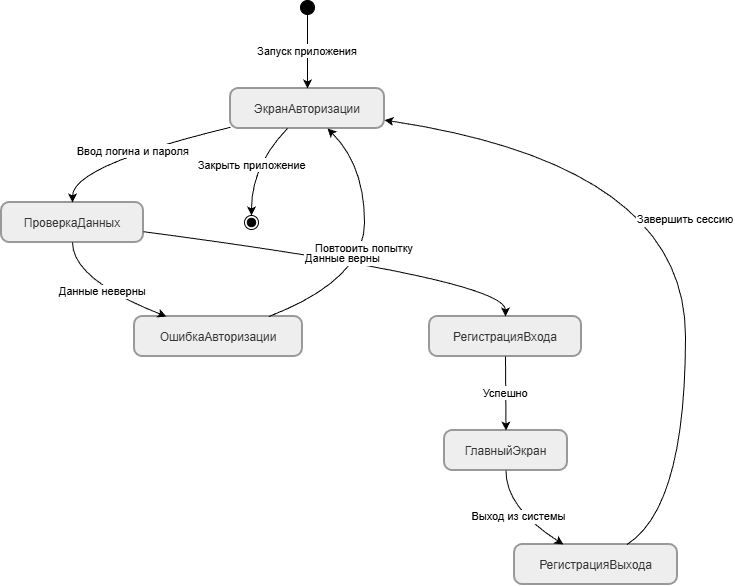 Запуск приложения
ЭкранАвторизации
Ввод логина и пароля
Закрыть приложение
ПроверкаДанных
Завершить сессию
Повторить попытку
Данные верны
Данные неверны
ОшибкаАвторизации
РегистрацияВхода
Успешно
ГлавныйЭкран
Выход из системы
РегистрацияВыхода